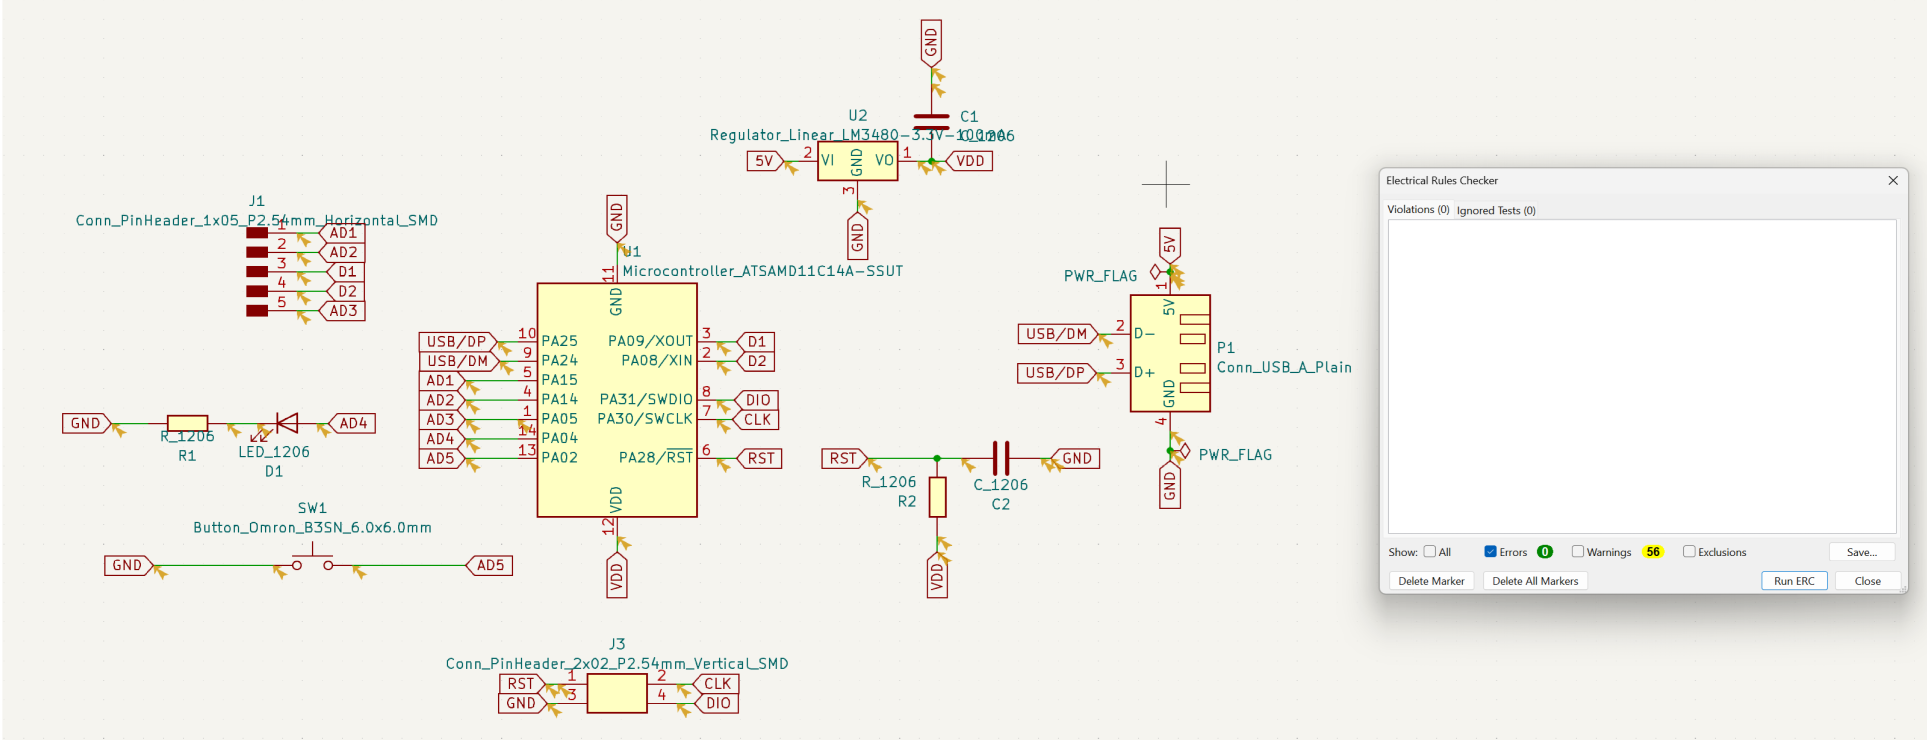 GND
U2
C1
Regulator_Linear_LM3480-3.3V-100mA
C_1206
5V
2
VI
GND
VO
1
VDD
3
GND
J1
Conn_PinHeader_1x05_P2.54mm_Horizontal_SMD
1
AD1
2
AD2
3
D1
4
D2
5
AD3
GND
U1
Microcontroller_ATSAMD11C14A-SSUT
11
GND
USB/DP
10
PA25
PA09/XOUT
3
D1
USB/DM
9
PA24
PA08/XIN
2
D2
AD1
5
PA15
AD2
4
PA14
PA31/SWDIO
8
DIO
AD3
1
PA05
PA30/SWCLK
7
CLK
AD4
14
PA04
AD5
13
PA02
PA28/RST
6
RST
VDD
12
VDD
5V
PWR_FLAG
1
5V
USB/DM
2
D-
P1
Conn_USB_A_Plain
USB/DP
3
D+
GND
4
PWR_FLAG
GND
GND
R_1206
R1
LED_1206
D1
AD4
RST
R_1206
R2
C_1206
C2
GND
VDD
SW1
Button_Omron_B3SN_6.0x6.0mm
GND
AD5
J3
Conn_PinHeader_2x02_P2.54mm_Vertical_SMD
RST
1
2
CLK
GND
3
4
DIO
Electrical Rules Checker
Violations (0)
Ignored Tests (0)
Show:
All
Errors
0
Warnings
56
Exclusions
Save...
Delete Marker
Delete All Markers
Run ERC
Close